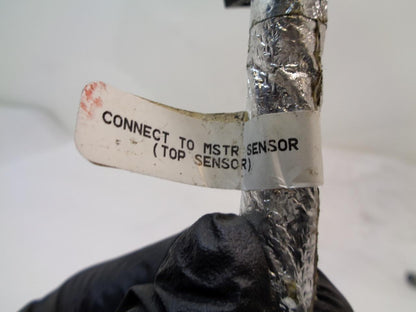 CONNECT TO MSTR SENSOR
(TOP SENSOR)